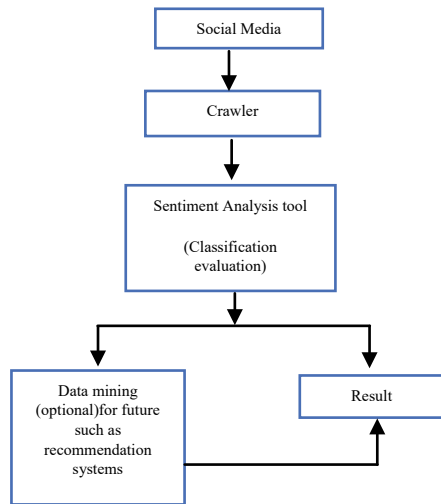 Social Media
Crawler
Sentiment Analysis tool
(Classification
evaluation)
Data mining
(optional)for future
such as
recommendation
systems
Result